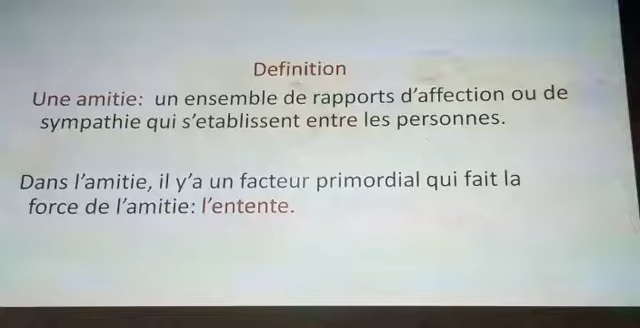 Definition
Une amitie: un ensemble de rapports d'affection ou de
sympathie qui s'etablissent entre les personnes.
Dans l'amitie, il y'a un facteur primordial qui fait la
force de l'amitie: l'entente.